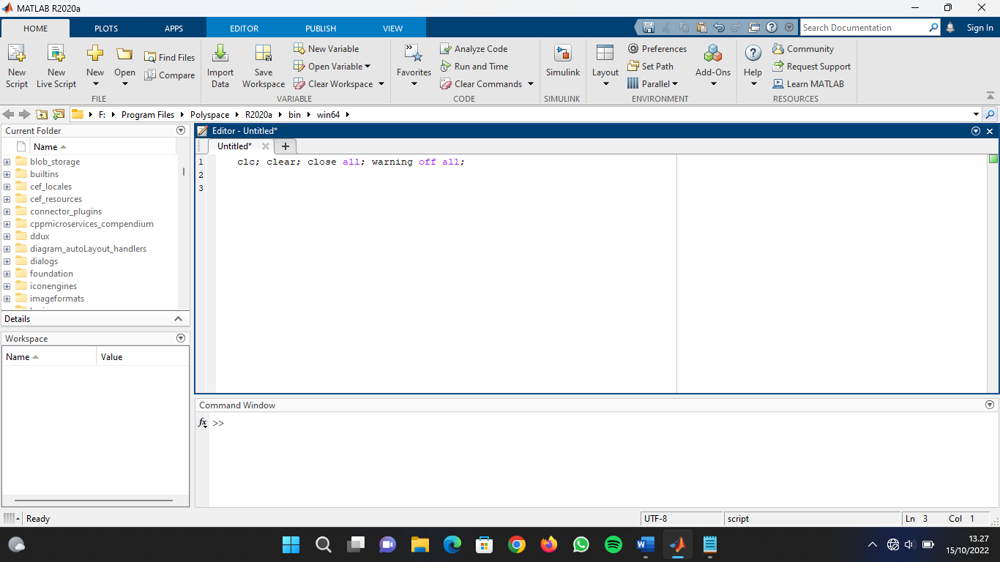 MATLAB R2020a
HOME PLOTS APPS EDITOR PUBLISH VIEW Search Documentation Sign In
New Script
New Live Script
New
Open
Find Files
Compare
FILE
Import Data
Save Workspace
New Variable
Open Variable
Clear Workspace
VARIABLE
Favorites
Analyze Code
Run and Time
Clear Commands
CODE
Simulink
SIMULINK
Layout
Preferences
Set Path
Parallel
Add-Ons
ENVIRONMENT
Help
Community
Request Support
Learn MATLAB
RESOURCES
F: Program Files Polyspace R2020a bin win64
Current Folder
Name
blob_storage
builtins
cef_locales
cef_resources
connector_plugins
cppmicroservices_compendium
ddux
diagram_autoLayout_handlers
dialogs
foundation
iconengines
imageformats
Details
Workspace
Name Value
Editor - Untitled*
Untitled*
1 clc; clear; close all; warning off all;
2
3
Command Window
fx >>
Ready UTF-8 script Ln 3 Col 1
13.27
15/10/2022